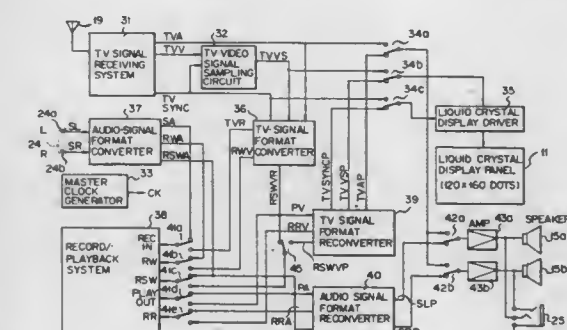 19
31
TV SIGNAL
RECEIVING
SYSTEM
TVA
TVV
32
TV VIDEO
SIGNAL
SAMPLING
CIRCUIT
TVVS
34a
34b
34c
TV
SYNC
35
LIQUID CRYSTAL
DISPLAY DRIVER
24a
L
SL
24
R
SR
24b
37
AUDIO-SIGNAL
FORMAT
CONVERTER
SA
RWA
RSWA
TVR
RWV
36
TV-SIGNAL
FORMAT
CONVERTER
RSWVR
TVSYNCP
TVVSP
TVAP
LIQUID CRYSTAL
DISPLAY PANEL
(120×160 DOTS)
11
33
MASTER
CLOCK
GENERATOR
CK
38
RECORD/
PLAYBACK
SYSTEM
REC
IN
RW
RSW
PLAY
OUT
RR
41a
41b
41c
41d
41e
PV
RRV
46
RSWVP
39
TV SIGNAL
FORMAT
RECONVERTER
PA
RRA
40
AUDIO SIGNAL
FORMAT
RECONVERTER
SLP
42a
42b
AMP
43a
43b
SPEAKER
15a
15b
25